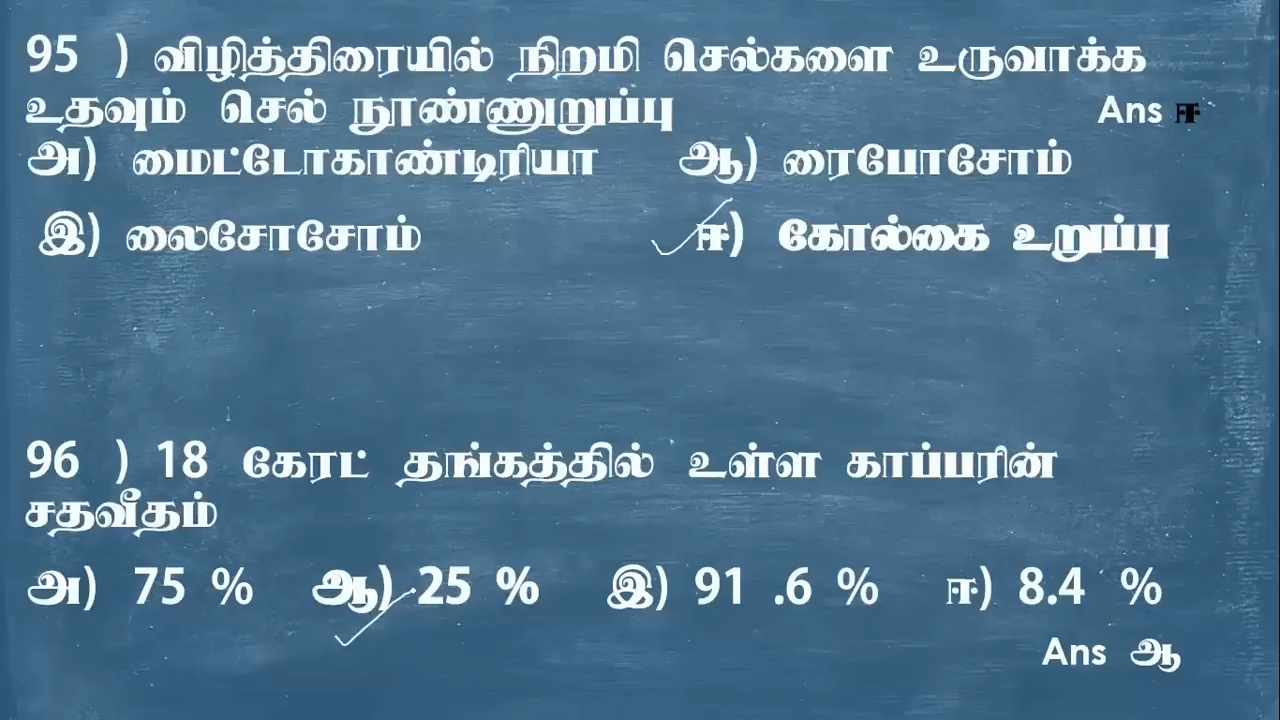 95 ) விழித்திரையில் நிறமி செல்களை உருவாக்க
உதவும் செல் நூண்ணுறுப்பு Ans ஈ
அ) மைட்டோகாண்டிரியா ஆ) ரைபோசோம்
இ) லைசோசோம் ஈ) கோல்கை உறுப்பு
96 ) 18 கேரட் தங்கத்தில் உள்ள காப்பரின்
சதவீதம்
அ) 75 % ஆ) 25 % இ) 91 .6 % ஈ) 8.4 %
Ans ஆ